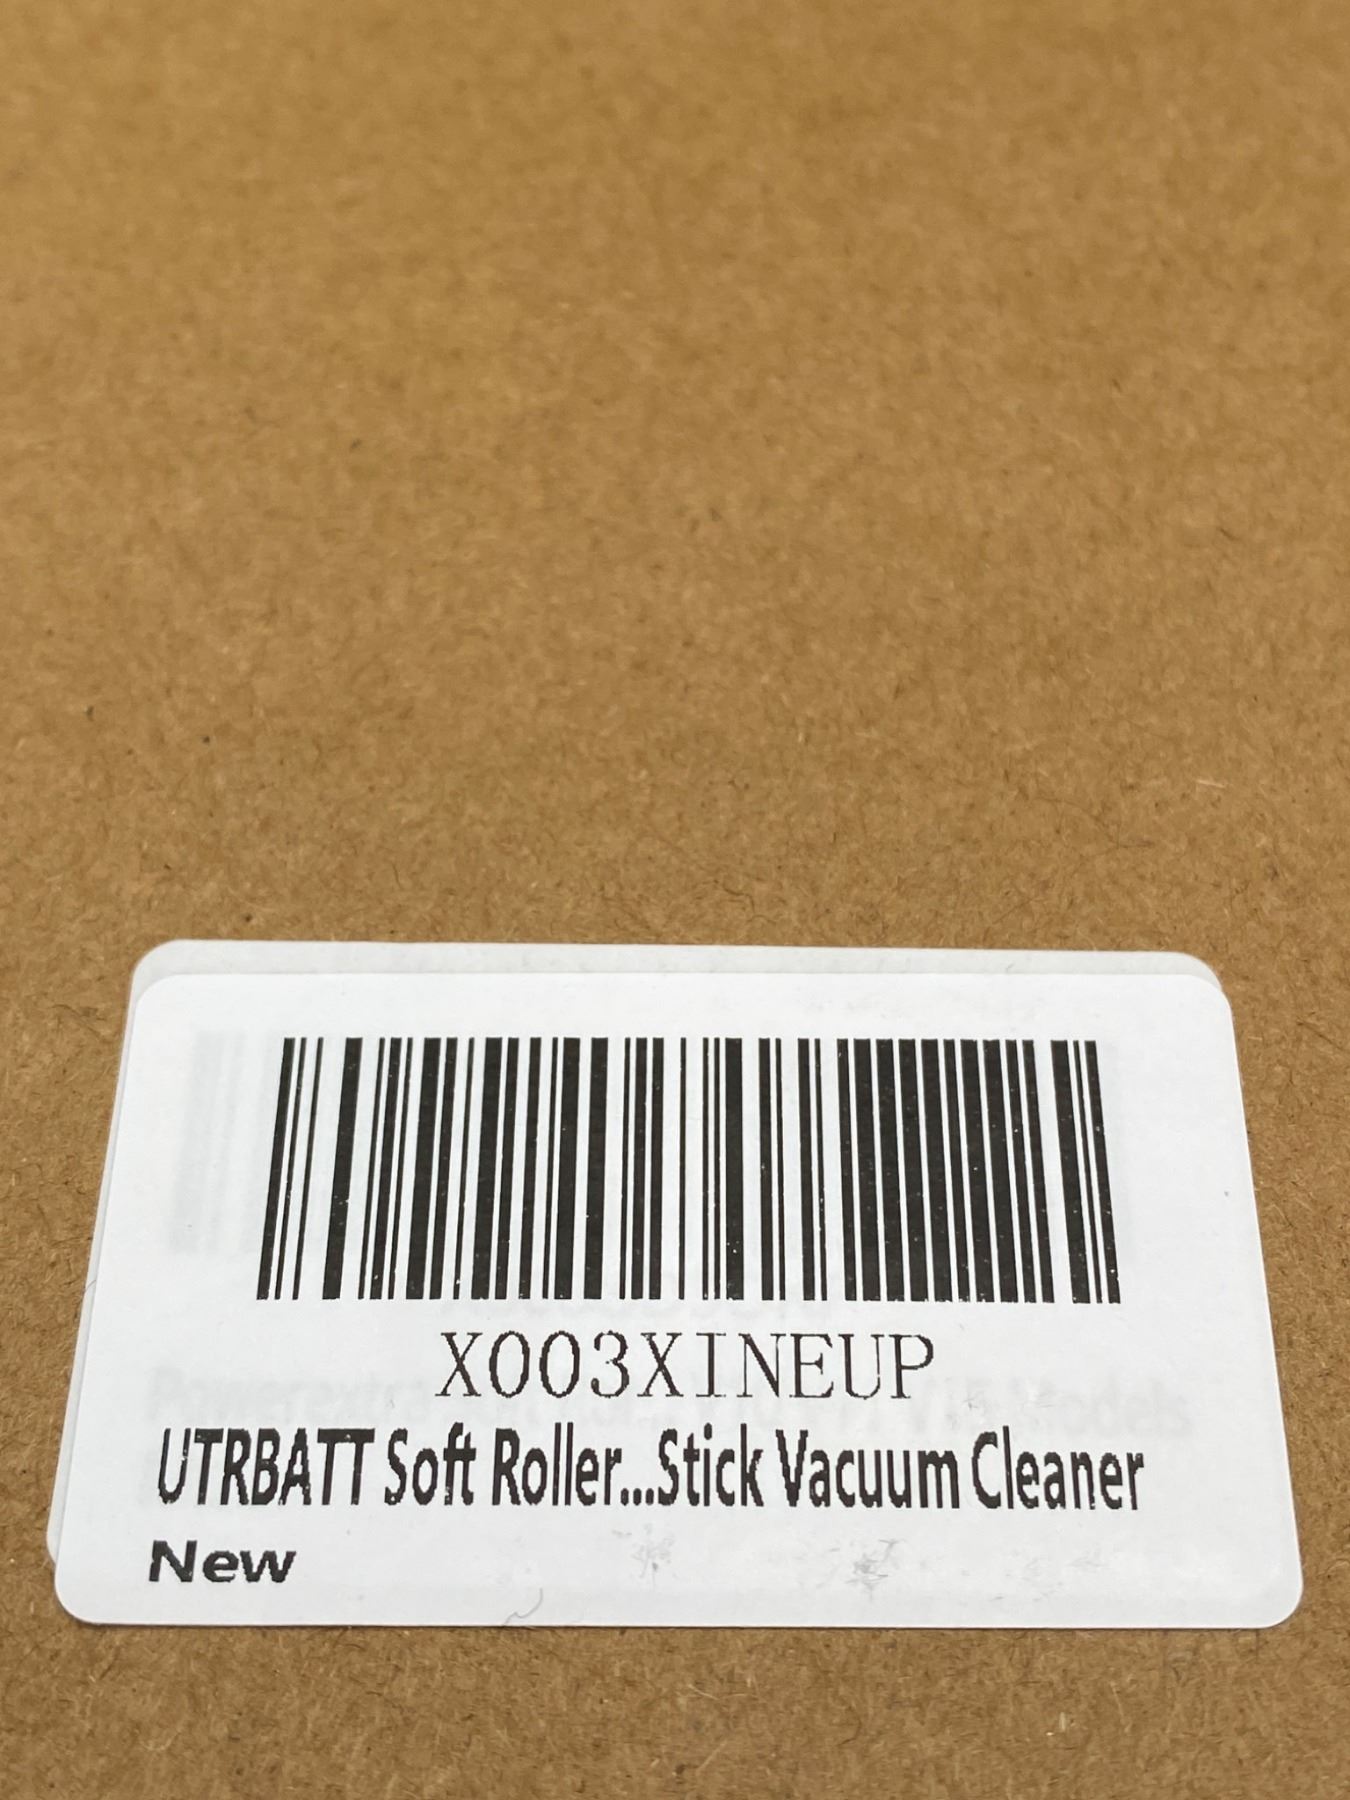 X003XINEUP
UTRBATT Soft Roller...Stick Vacuum Cleaner
New